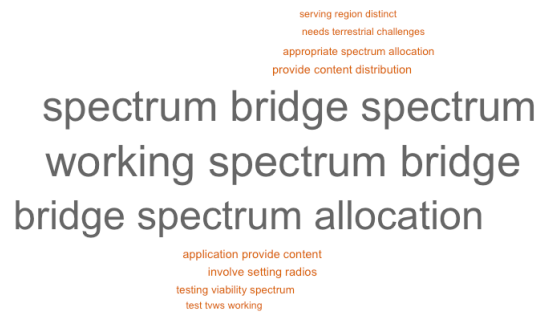 serving region distinct
needs terrestrial challenges
appropriate spectrum allocation
provide content distribution
spectrum bridge spectrum
working spectrum bridge
bridge spectrum allocation
application provide content
involve setting radios
testing viability spectrum
test tvws working